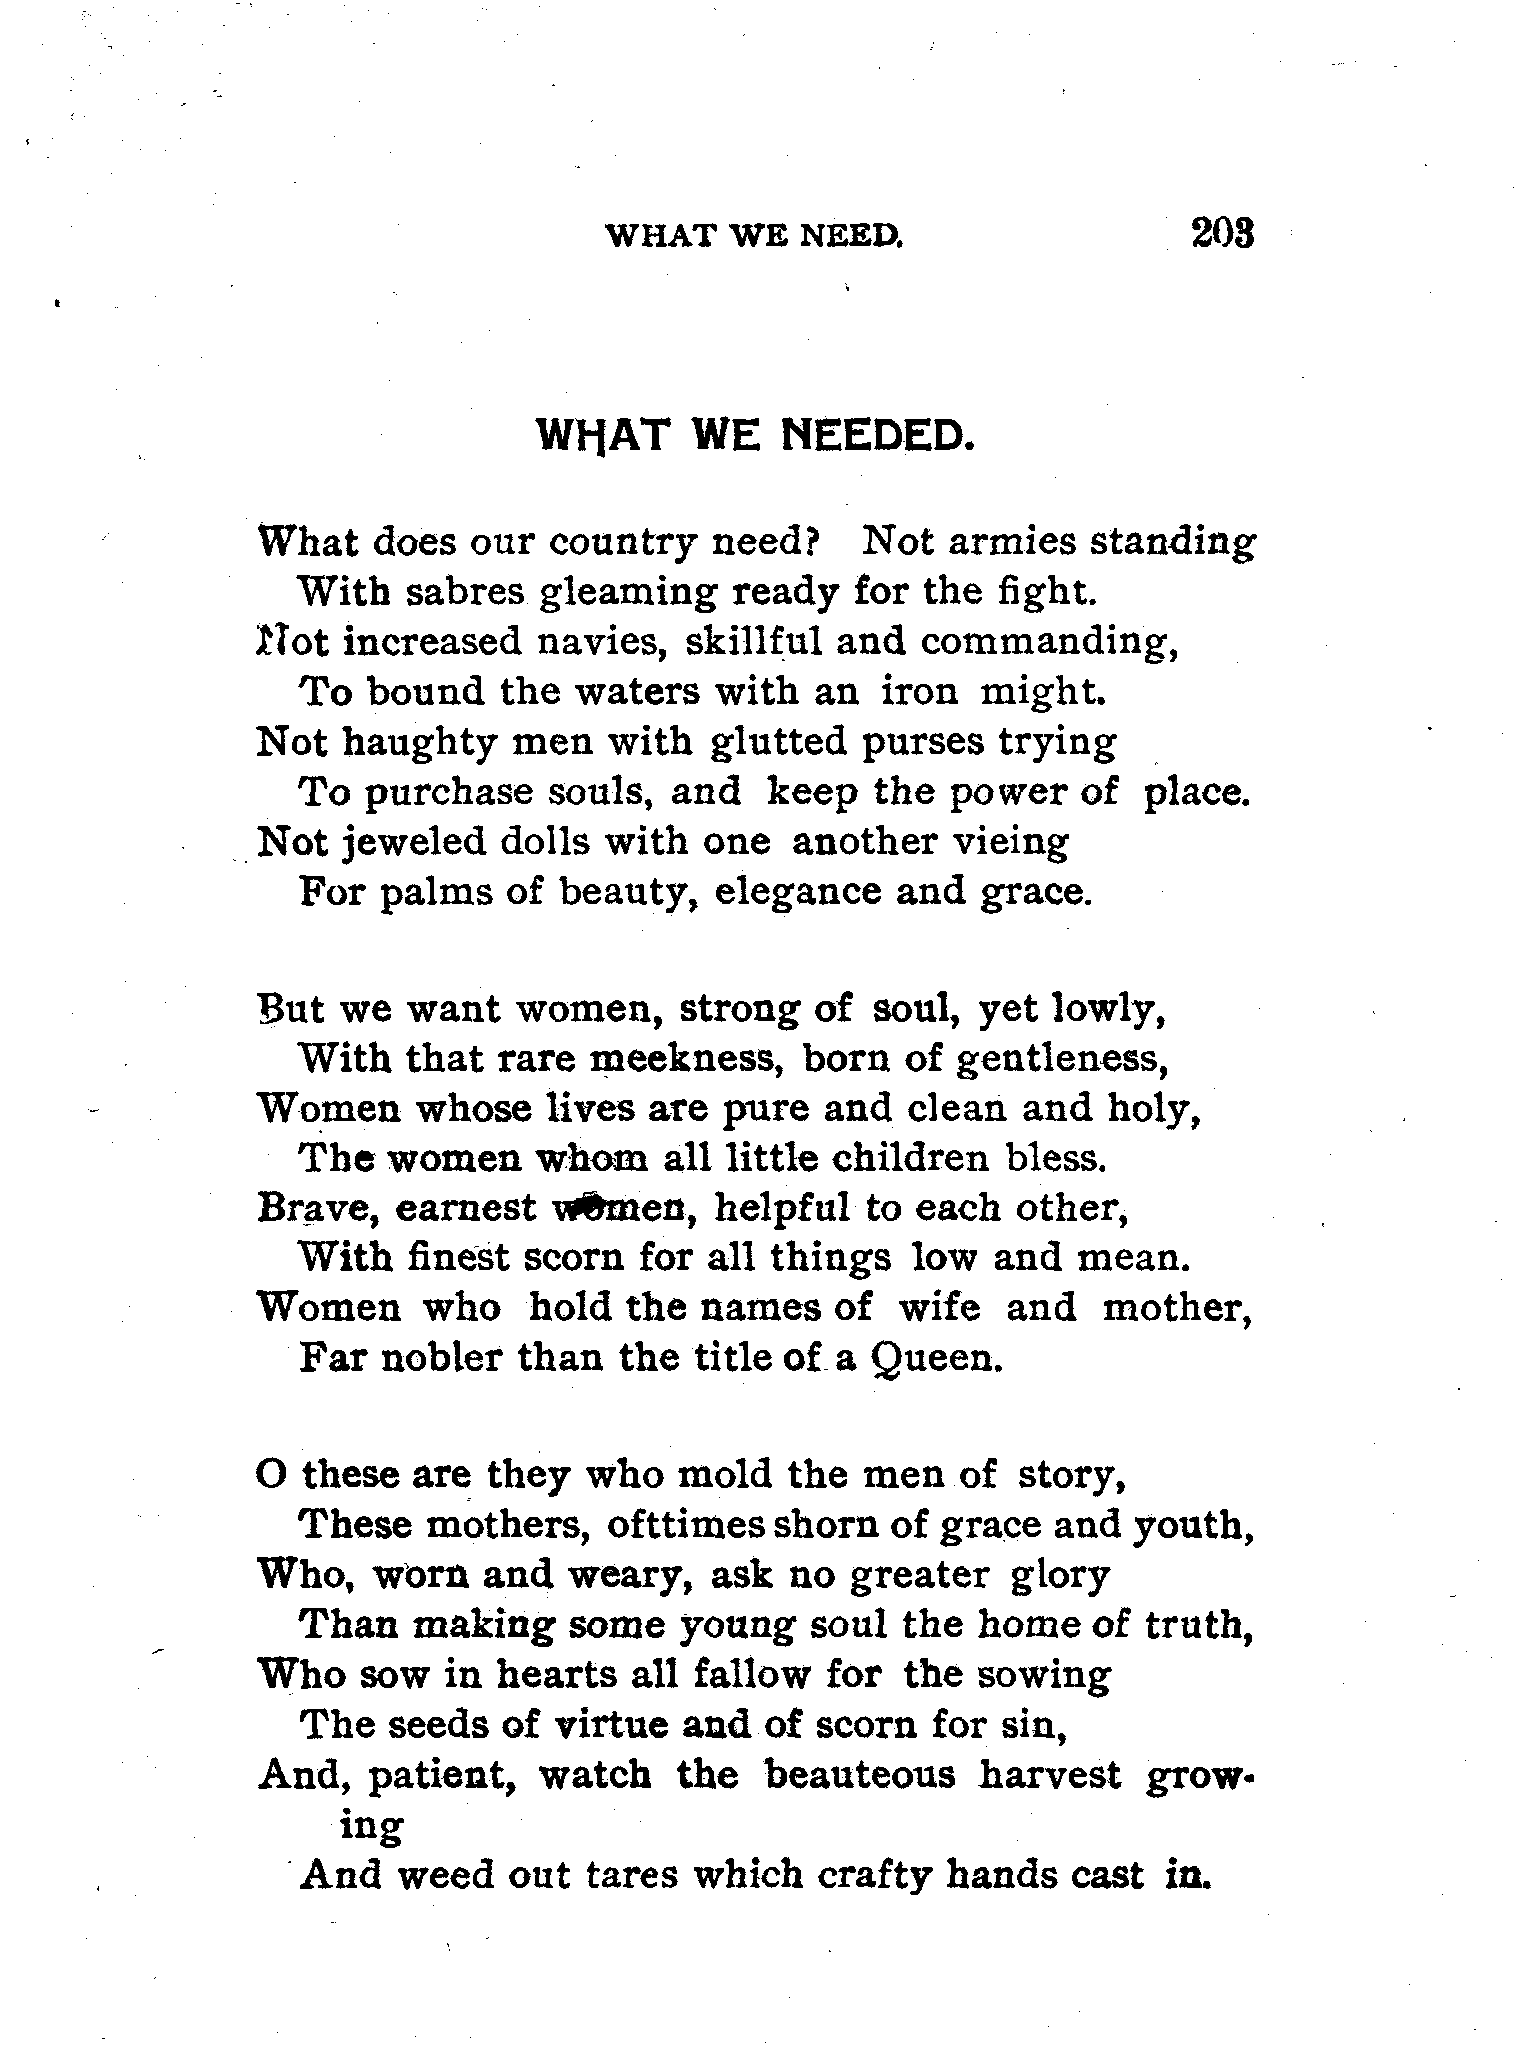 WHAT WE NEED. 203
WHAT WE NEEDED.
What does our country need? Not armies standing
With sabres gleaming ready for the fight.
Not increased navies, skillful and commanding,
To bound the waters with an iron might.
Not haughty men with glutted purses trying
To purchase souls, and keep the power of place.
Not jeweled dolls with one another vieing
For palms of beauty, elegance and grace.
But we want women, strong of soul, yet lowly,
With that rare meekness, born of gentleness,
Women whose lives are pure and clean and holy,
The women whom all little children bless.
Brave, earnest women, helpful to each other,
With finest scorn for all things low and mean.
Women who hold the names of wife and mother,
Far nobler than the title of a Queen.
O these are they who mold the men of story,
These mothers, ofttimes shorn of grace and youth,
Who, worn and weary, ask no greater glory
Than making some young soul the home of truth,
Who sow in hearts all fallow for the sowing
The seeds of virtue and of scorn for sin,
And, patient, watch the beauteous harvest grow-
ing
And weed out tares which crafty hands cast in.